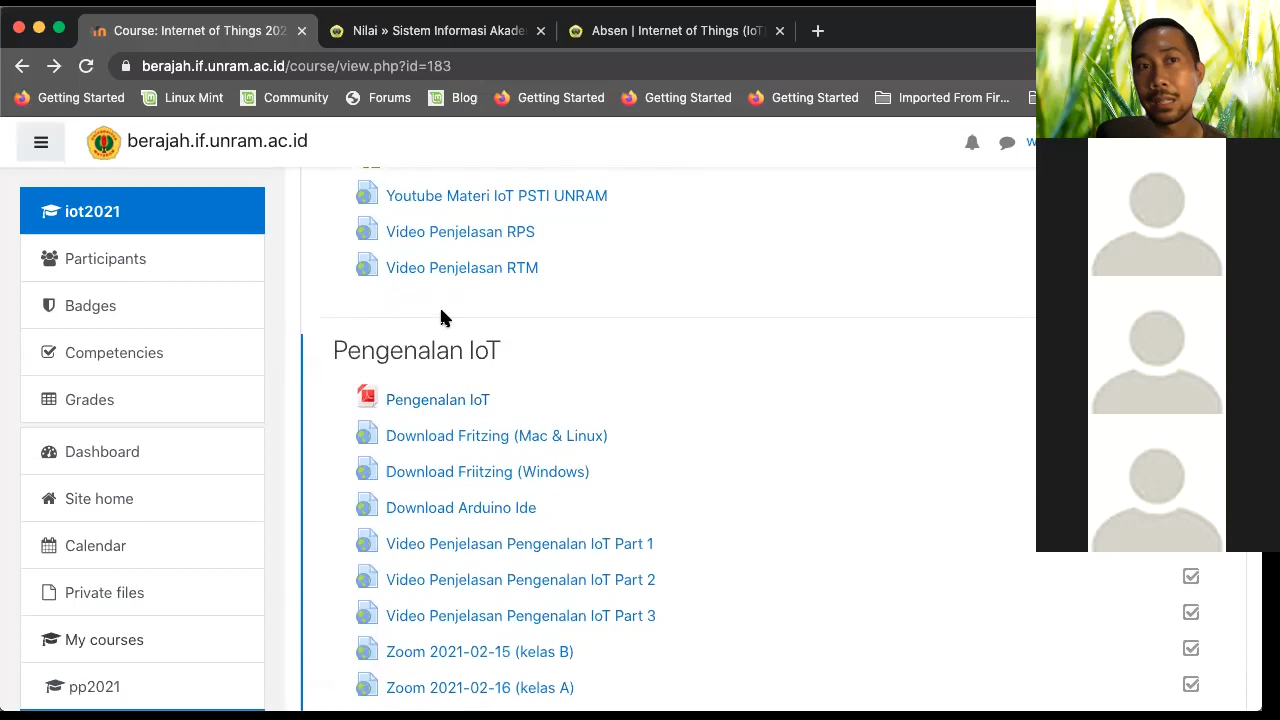 Course: Internet of Things 202
Nilai » Sistem Informasi Akade
Absen | Internet of Things (IoT)
berajah.if.unram.ac.id/course/view.php?id=183
Getting Started
Linux Mint
Community
Forums
Blog
Getting Started
Getting Started
Getting Started
Imported From Fir...
berajah.if.unram.ac.id
iot2021
Participants
Badges
Competencies
Grades
Dashboard
Site home
Calendar
Private files
My courses
pp2021
Youtube Materi IoT PSTI UNRAM
Video Penjelasan RPS
Video Penjelasan RTM
Pengenalan IoT
Pengenalan IoT
Download Fritzing (Mac & Linux)
Download Friitzing (Windows)
Download Arduino Ide
Video Penjelasan Pengenalan IoT Part 1
Video Penjelasan Pengenalan IoT Part 2
Video Penjelasan Pengenalan IoT Part 3
Zoom 2021-02-15 (kelas B)
Zoom 2021-02-16 (kelas A)